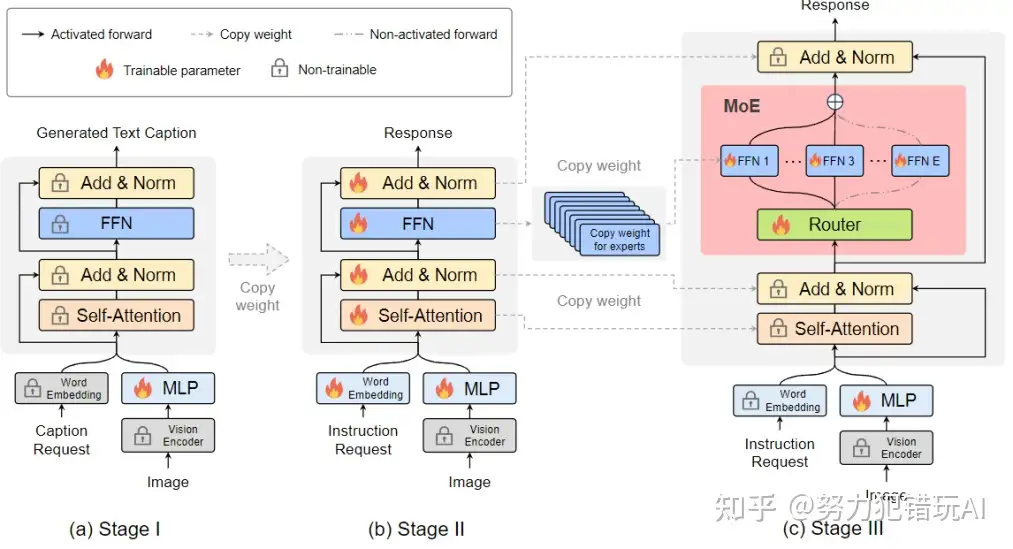 Activated forward
Copy weight
Non-activated forward
Trainable parameter
Non-trainable
Generated Text Caption
Add & Norm
FFN
Add & Norm
Self-Attention
Word
Embedding
MLP
Caption
Request
Vision
Encoder
Image
(a) Stage I
Copy
weight
Response
Add & Norm
FFN
Add & Norm
Self-Attention
Word
Embedding
MLP
Instruction
Request
Vision
Encoder
Image
(b) Stage II
Copy weight
Copy weight
for experts
Copy weight
Response
Add & Norm
MoE
FFN 1
FFN 3
FFN E
Router
Add & Norm
Self-Attention
Word
Embedding
MLP
Instruction
Request
Vision
Encoder
Image
(c) Stage III
知乎 @努力犯错玩AI